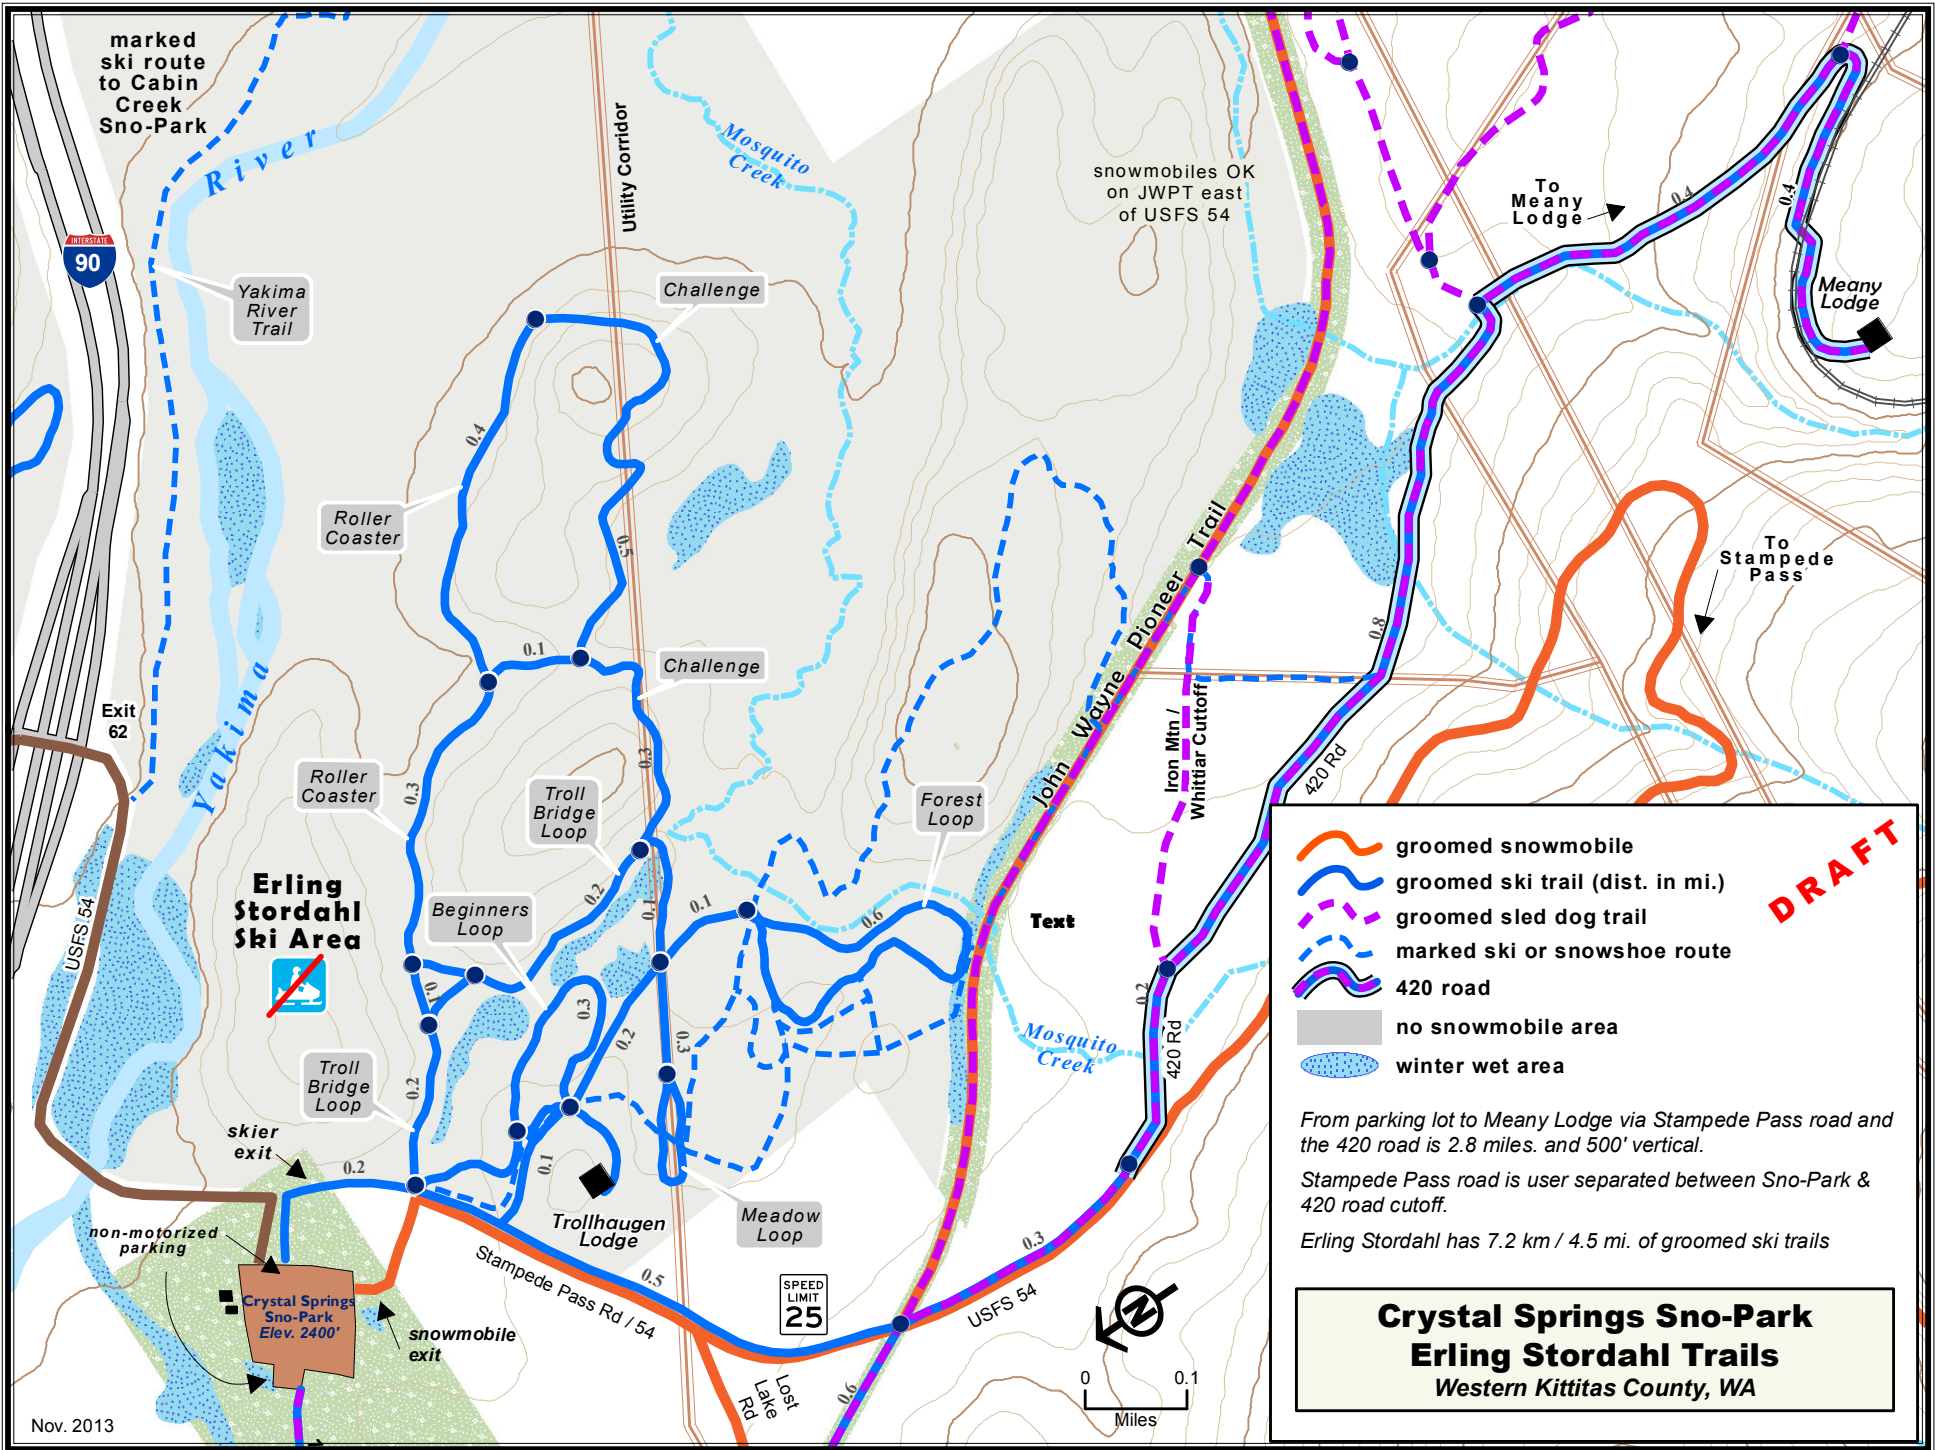 marked
ski route
to Cabin
Creek
Sno-Park
River
INTERSTATE
90
Yakima
River
Trail
Utility Corridor
Mosquito
Creek
snowmobiles OK
on JWPT east
of USFS 54
Challenge
To
Meany
Lodge
0.4
0.4
Meany
Lodge
0.4
Roller
Coaster
0.5
John Wayne Pioneer Trail
To
Stampede
Pass
0.8
0.1
Challenge
Exit
62
Yakima
0.3
Roller
Coaster
0.3
Troll
Bridge
Loop
Forest
Loop
Iron Mtn /
Whittiar Cuttoff
420 Rd
USFS 54
Erling
Stordahl
Ski Area
Beginners
Loop
0.2
0.1
0.1
0.6
Text
0.1
0.3
0.2
0.3
0.2
420 Rd
Mosquito
Creek
Troll
Bridge
Loop
0.2
skier
exit
0.2
0.1
Trollhaugen
Lodge
Meadow
Loop
non-motorized
parking
Stampede Pass Rd / 54
0.5
SPEED
LIMIT
25
0.3
USFS 54
Crystal Springs
Sno-Park
Elev. 2400'
snowmobile
exit
Lost
Lake
Rd
0.6
N
0
0.1
Miles
Nov. 2013
groomed snowmobile
groomed ski trail (dist. in mi.)
groomed sled dog trail
marked ski or snowshoe route
420 road
no snowmobile area
winter wet area
DRAFT
From parking lot to Meany Lodge via Stampede Pass road and
the 420 road is 2.8 miles. and 500' vertical.
Stampede Pass road is user separated between Sno-Park &
420 road cutoff.
Erling Stordahl has 7.2 km / 4.5 mi. of groomed ski trails
Crystal Springs Sno-Park
Erling Stordahl Trails
Western Kittitas County, WA